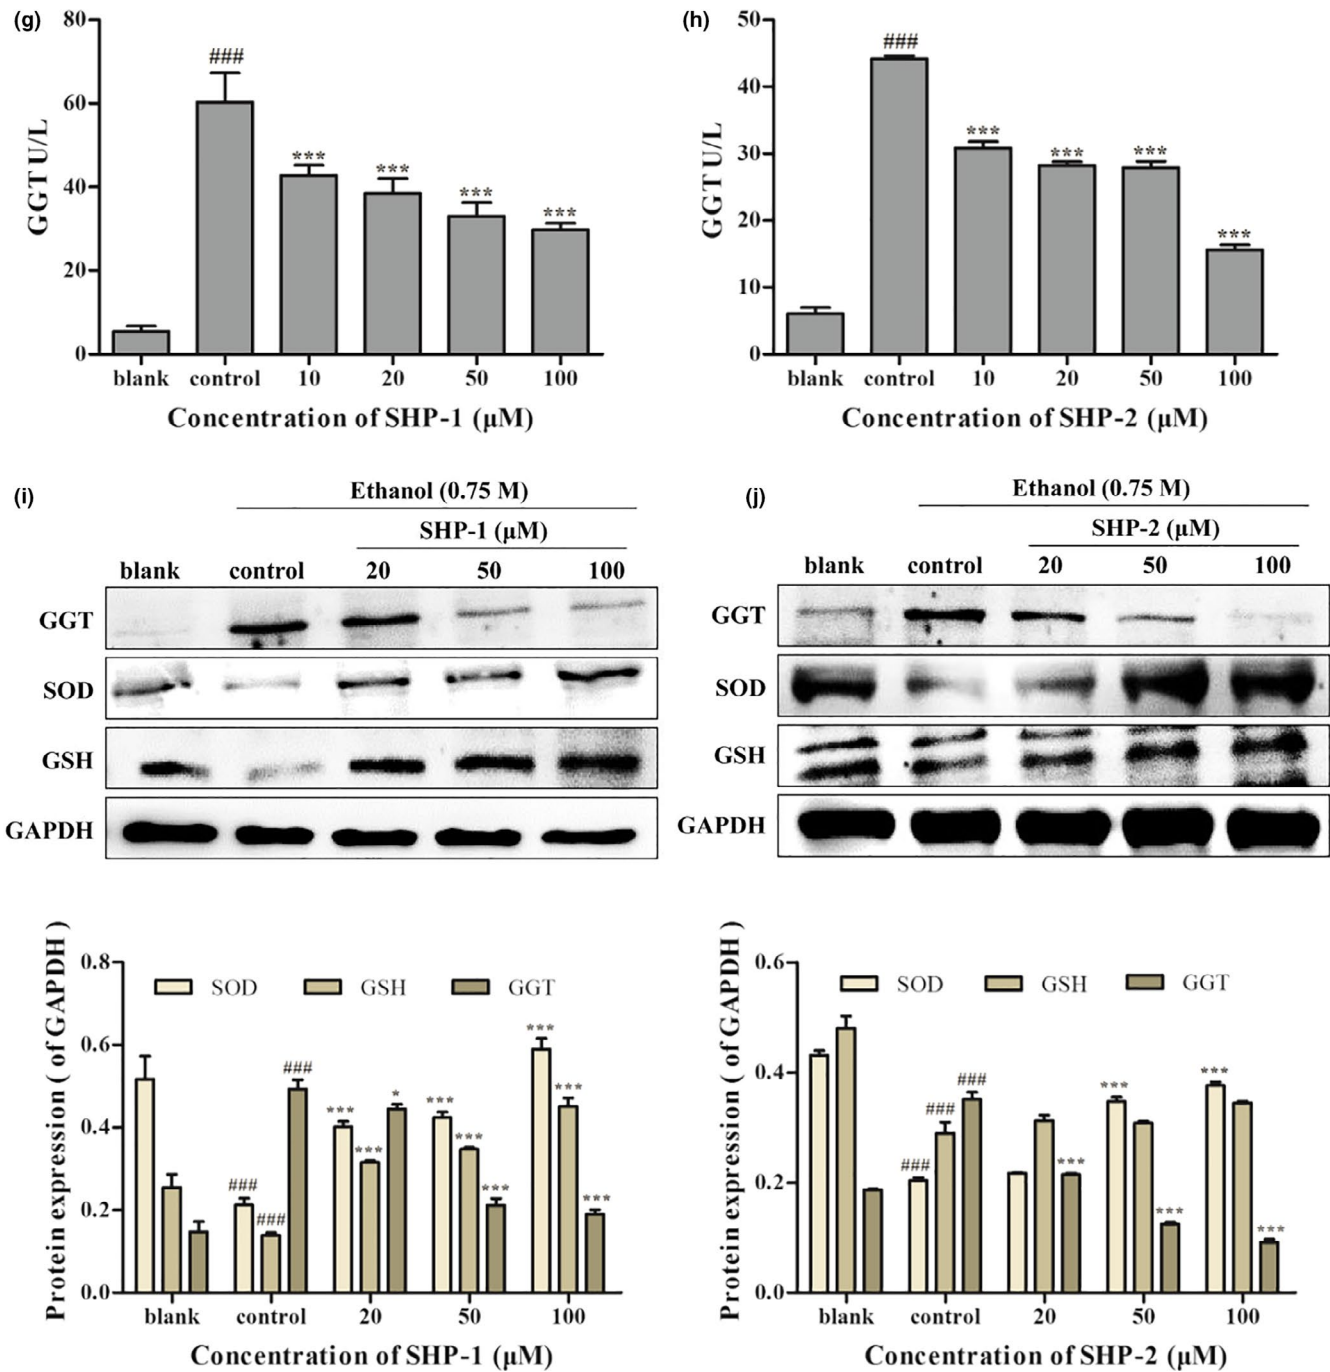 (g)
GGT U/L
80
60
40
20
0
###
***
***
***
***
blank control 10 20 50 100
Concentration of SHP-1 (μM)
(h)
GGT U/L
50
40
30
20
10
0
###
***
***
***
***
blank control 10 20 50 100
Concentration of SHP-2 (μM)
(i)
Ethanol (0.75 M)
SHP-1 (μM)
blank control 20 50 100
GGT
SOD
GSH
GAPDH
Protein expression ( of GAPDH )
0.8
0.6
0.4
0.2
0.0
SOD GSH GGT
###
###
###
***
***
*
***
***
***
***
***
***
blank control 20 50 100
Concentration of SHP-1 (μM)
(j)
Ethanol (0.75 M)
SHP-2 (μM)
blank control 20 50 100
GGT
SOD
GSH
GAPDH
Protein expression ( of GAPDH )
0.6
0.4
0.2
0.0
SOD GSH GGT
###
###
###
***
***
***
***
***
blank control 20 50 100
Concentration of SHP-2 (μM)